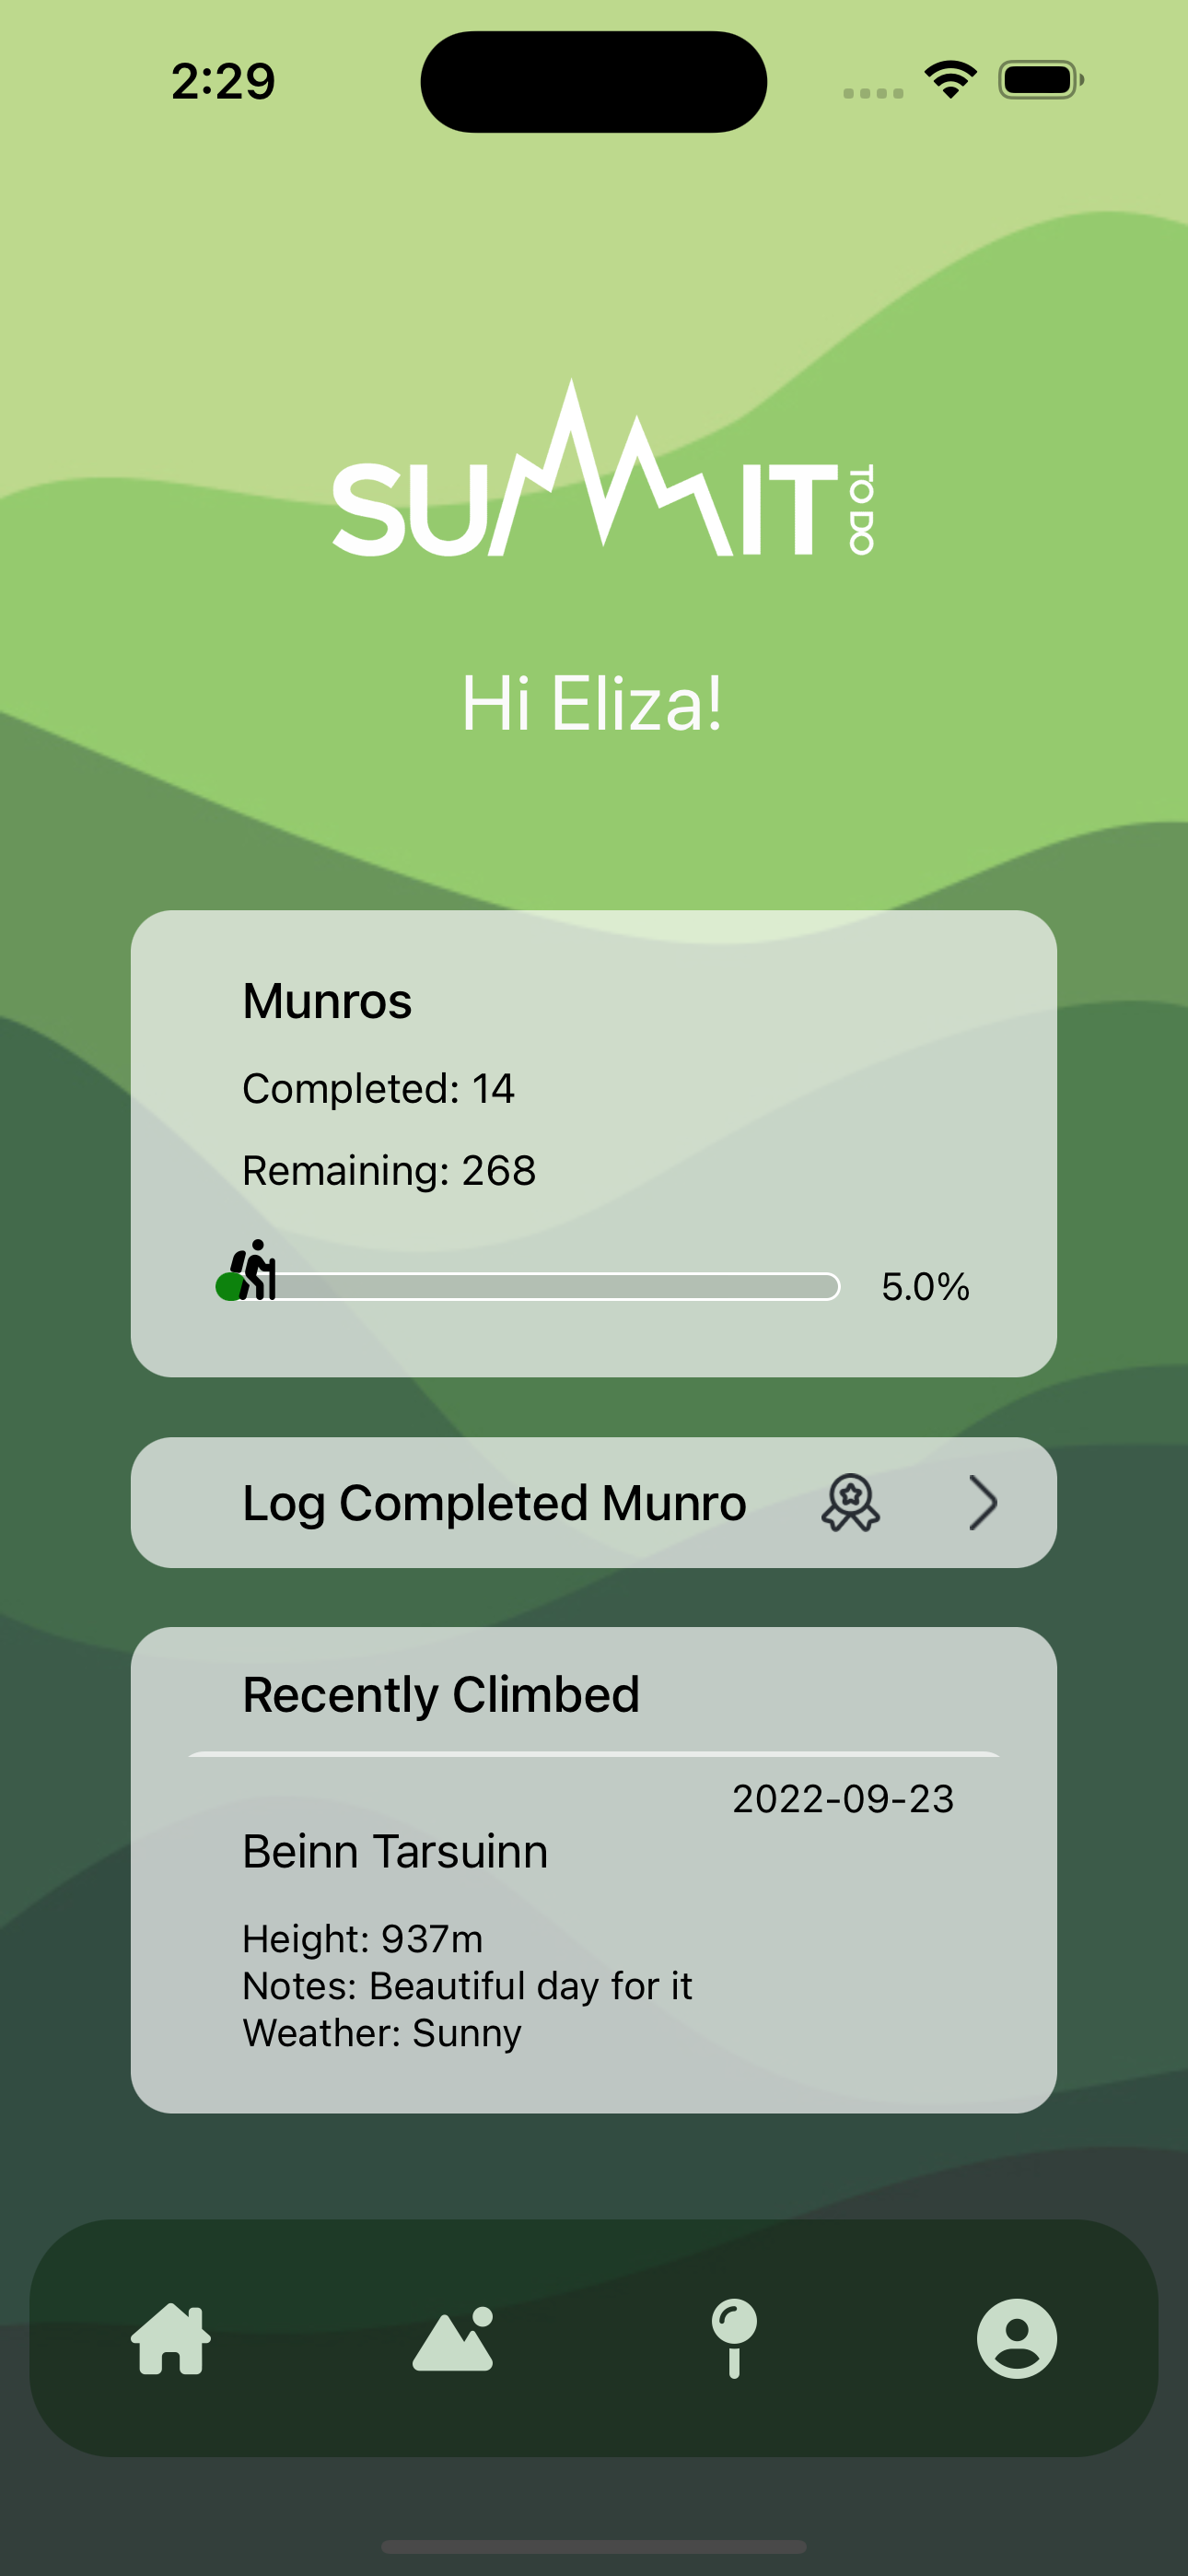 2:29
SUMMIT TO DO
Hi Eliza!
Munros
Completed: 14
Remaining: 268
5.0%
Log Completed Munro
Recently Climbed
2022-09-23
Beinn Tarsuinn
Height: 937m
Notes: Beautiful day for it
Weather: Sunny